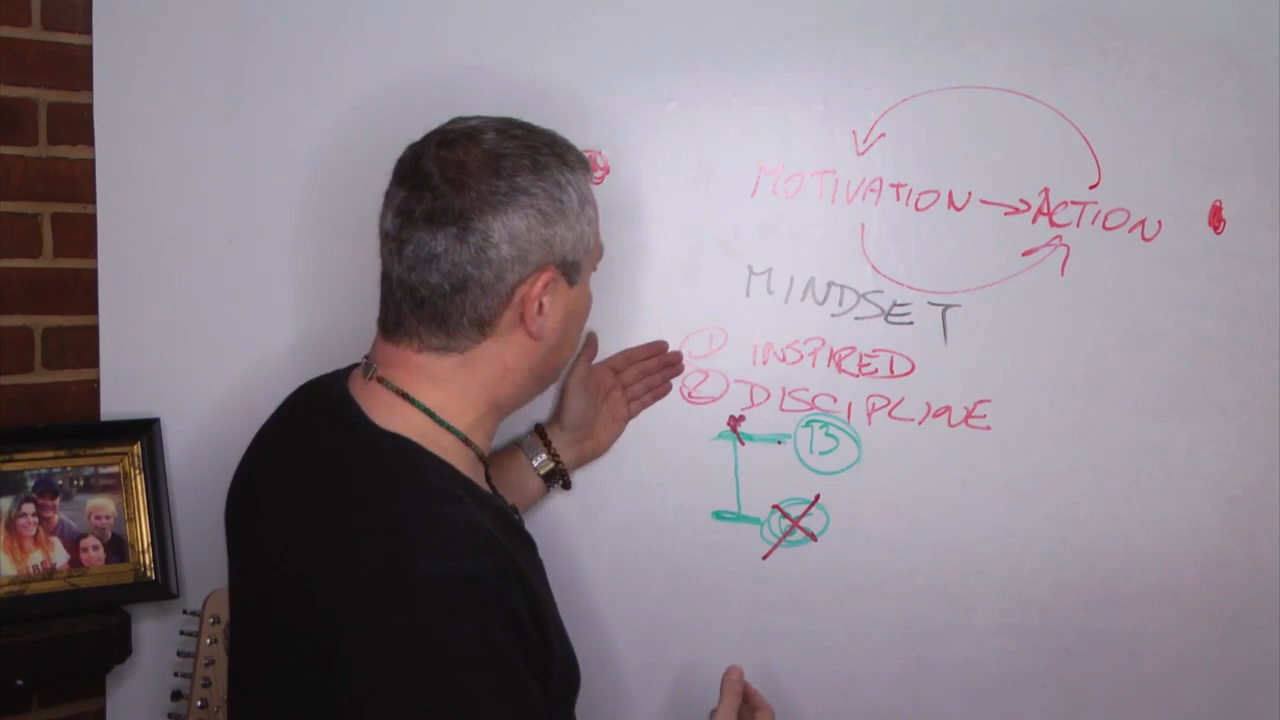 MOTIVATION → ACTION
MINDSET
① INSPIRED
② DISCIPLINE